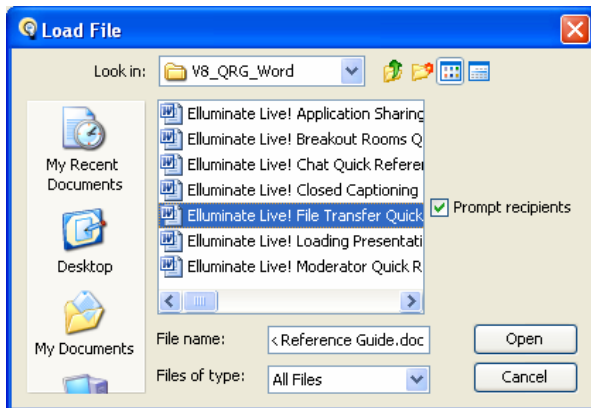 Load File
Look in:
V8_QRG_Word
My Recent
Documents
Desktop
My Documents
Elluminate Live! Application Sharing
Elluminate Live! Breakout Rooms Q
Elluminate Live! Chat Quick Refere
Elluminate Live! Closed Captioning
Elluminate Live! File Transfer Quick
Elluminate Live! Loading Presentati
Elluminate Live! Moderator Quick R
Prompt recipients
File name:
< Reference Guide.doc
Open
Files of type:
All Files
Cancel